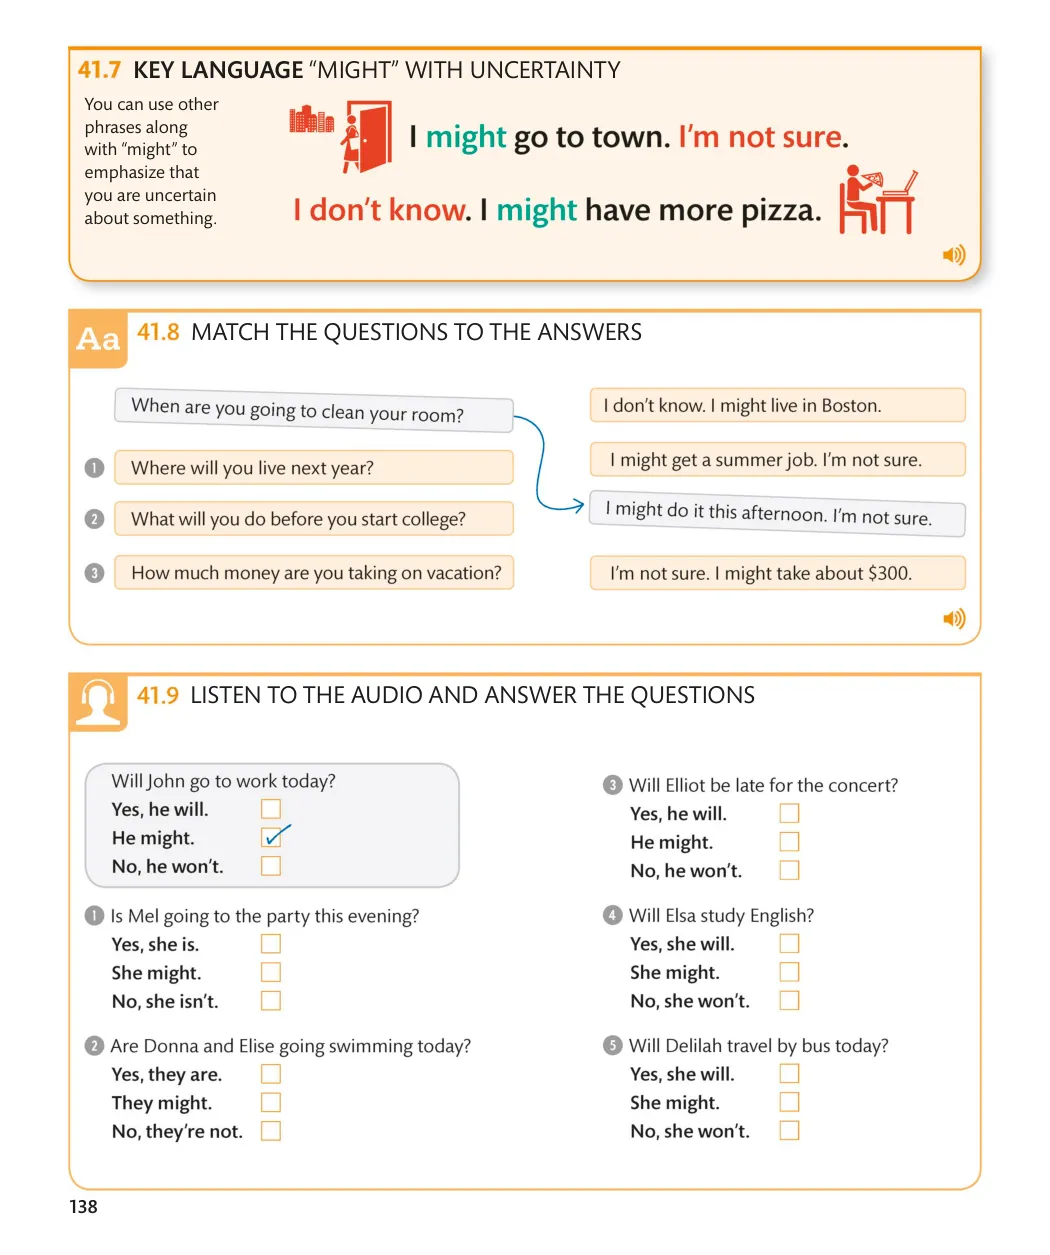 41.7 KEY LANGUAGE “MIGHT” WITH UNCERTAINTY
You can use other
phrases along
with “might” to
emphasize that
you are uncertain
about something.
I might go to town. I’m not sure.
I don’t know. I might have more pizza.
Aa
41.8 MATCH THE QUESTIONS TO THE ANSWERS
When are you going to clean your room?
1 Where will you live next year?
2 What will you do before you start college?
3 How much money are you taking on vacation?
I don’t know. I might live in Boston.
I might get a summer job. I’m not sure.
I might do it this afternoon. I’m not sure.
I’m not sure. I might take about $300.
41.9 LISTEN TO THE AUDIO AND ANSWER THE QUESTIONS
Will John go to work today?
Yes, he will.
He might.
No, he won’t.
1 Is Mel going to the party this evening?
Yes, she is.
She might.
No, she isn’t.
2 Are Donna and Elise going swimming today?
Yes, they are.
They might.
No, they’re not.
3 Will Elliot be late for the concert?
Yes, he will.
He might.
No, he won’t.
4 Will Elsa study English?
Yes, she will.
She might.
No, she won’t.
5 Will Delilah travel by bus today?
Yes, she will.
She might.
No, she won’t.
138